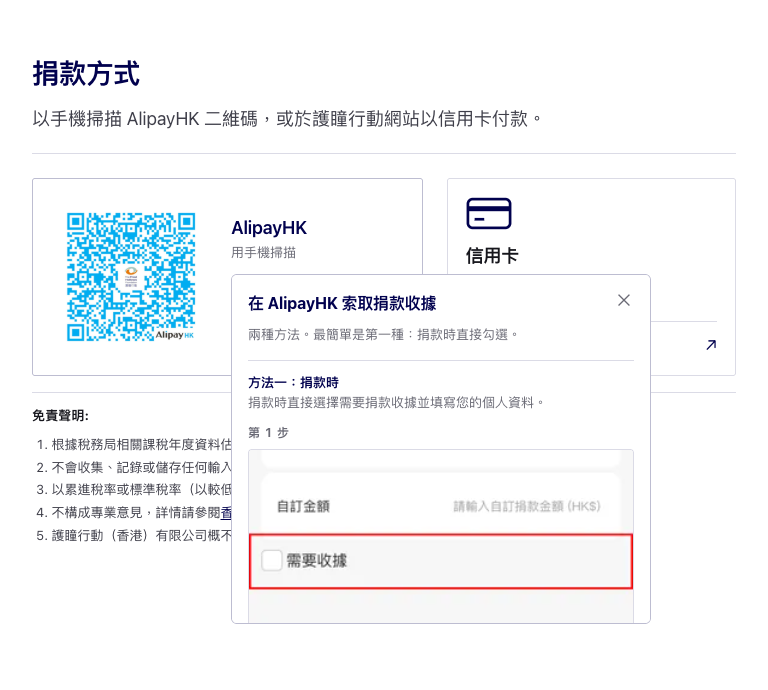 捐款方式
以手機掃描 AlipayHK 二維碼，或於護瞳行動網站以信用卡付款。
AlipayHK
用手機掃描
Alipay HK
信用卡
在 AlipayHK 索取捐款收據
兩種方法。最簡單是第一種：捐款時直接勾選。
方法一：捐款時
捐款時直接選擇需要捐款收據並填寫您的個人資料。
第 1 步
自訂金額
請輸入自訂捐款金額 (HK$)
需要收據
免責聲明:
1. 根據稅務局相關課稅年度資料估
2. 不會收集、記錄或儲存任何輸入
3. 以累進稅率或標準稅率（以較低
4. 不構成專業意見，詳情請參閱香
5. 護瞳行動（香港）有限公司概不